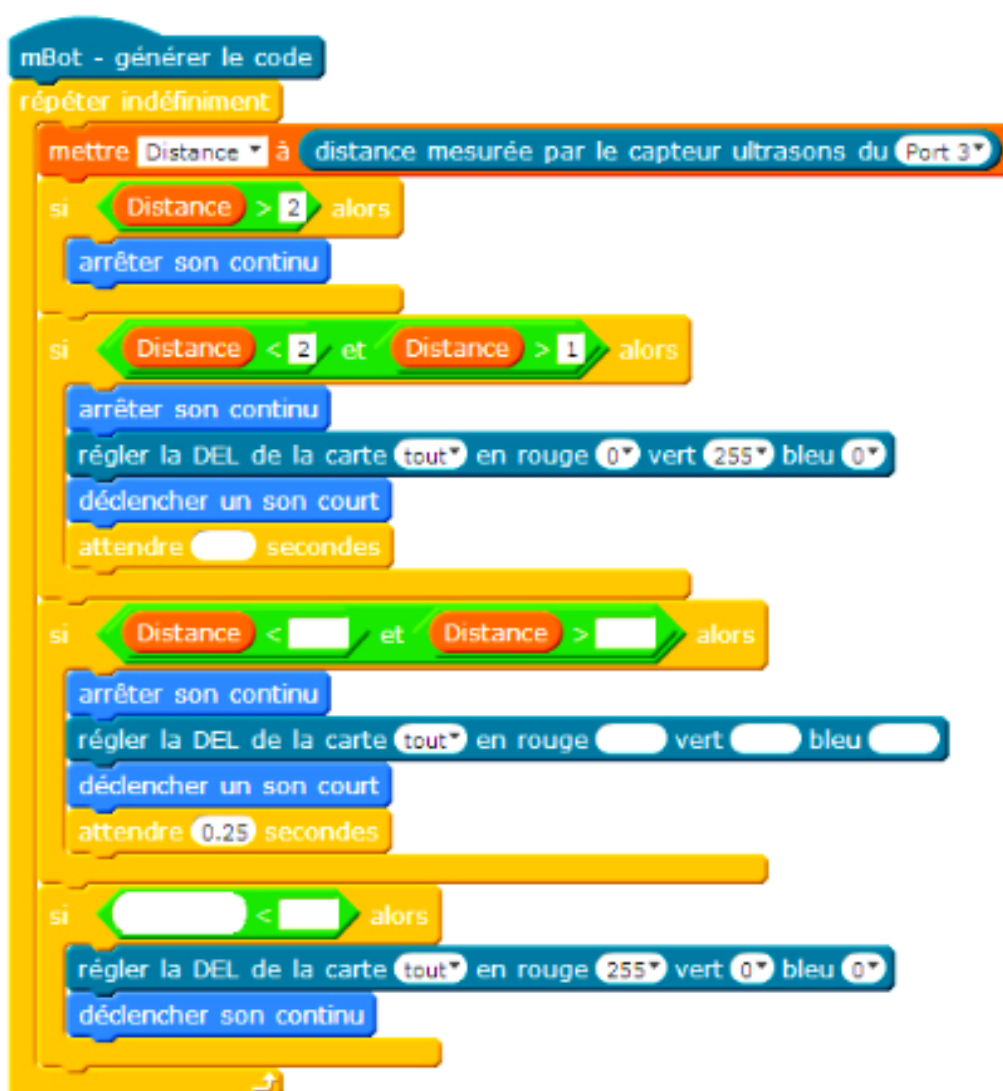 mBot - générer le code
répéter indéfiniment
mettre Distance à distance mesurée par le capteur ultrasons du Port 3
si Distance > 2 alors
arrêter son continu
si Distance < 2 et Distance > 1 alors
arrêter son continu
régler la DEL de la carte tout en rouge 0 vert 255 bleu 0
déclencher un son court
attendre secondes
si Distance < et Distance > alors
arrêter son continu
régler la DEL de la carte tout en rouge vert bleu
déclencher un son court
attendre 0.25 secondes
si < alors
régler la DEL de la carte tout en rouge 255 vert 0 bleu 0
déclencher son continu